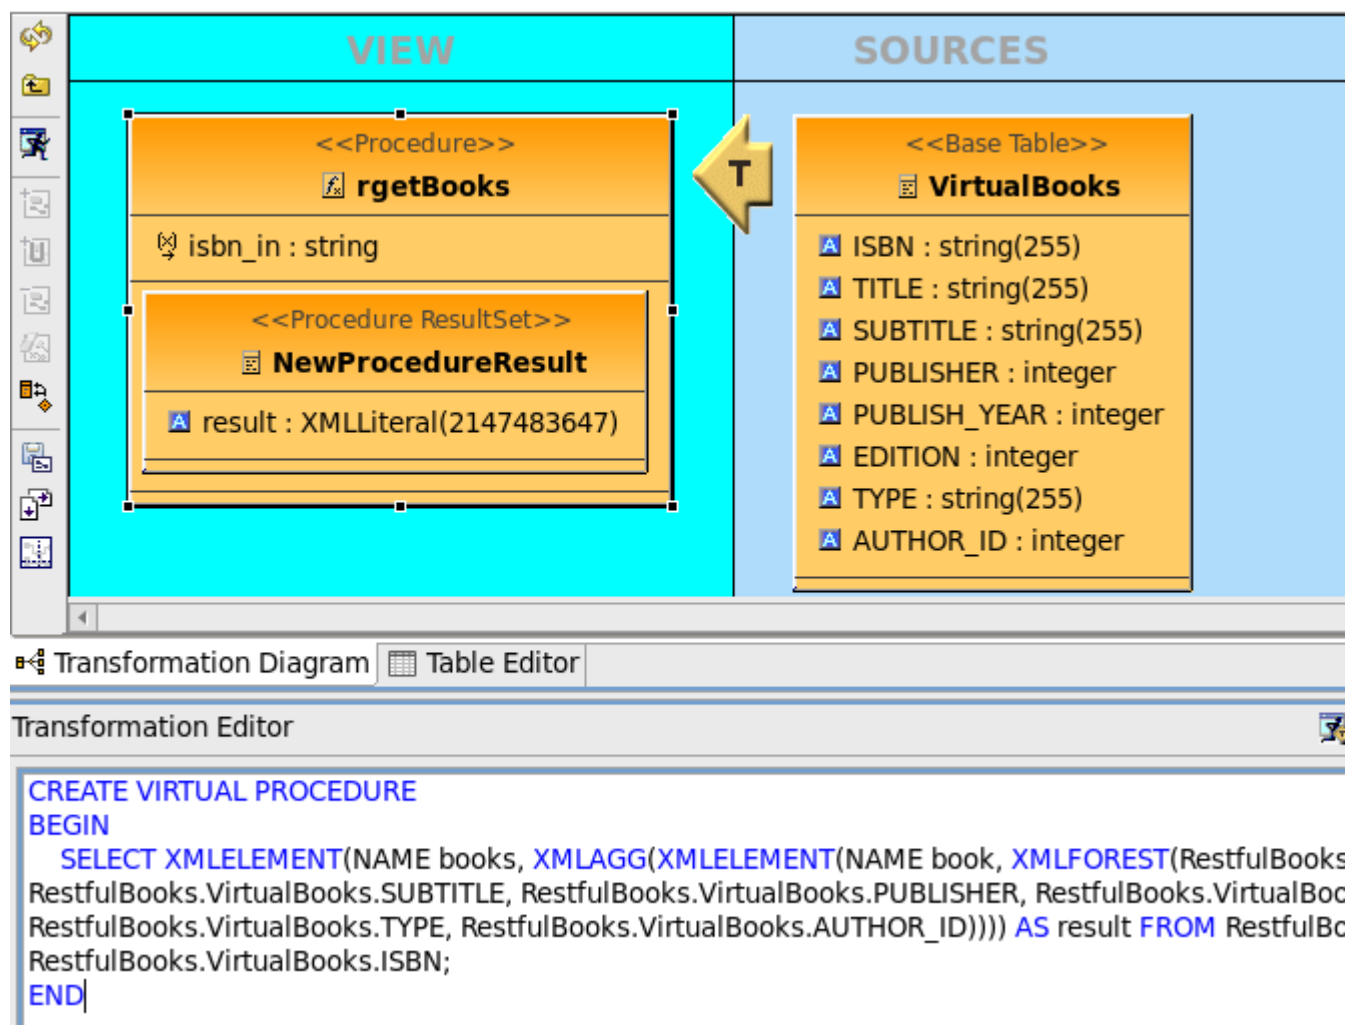 VIEW
SOURCES
<<Procedure>>
rgetBooks
isbn_in : string
<<Procedure ResultSet>>
NewProcedureResult
result : XMLLiteral(2147483647)
T
<<Base Table>>
VirtualBooks
ISBN : string(255)
TITLE : string(255)
SUBTITLE : string(255)
PUBLISHER : integer
PUBLISH_YEAR : integer
EDITION : integer
TYPE : string(255)
AUTHOR_ID : integer
Transformation Diagram
Table Editor
Transformation Editor
CREATE VIRTUAL PROCEDURE
BEGIN
SELECT XMLELEMENT(NAME books, XMLAGG(XMLELEMENT(NAME book, XMLFOREST(RestfulBooks
RestfulBooks.VirtualBooks.SUBTITLE, RestfulBooks.VirtualBooks.PUBLISHER, RestfulBooks.VirtualBoo
RestfulBooks.VirtualBooks.TYPE, RestfulBooks.VirtualBooks.AUTHOR_ID)))) AS result FROM RestfulBo
RestfulBooks.VirtualBooks.ISBN;
END